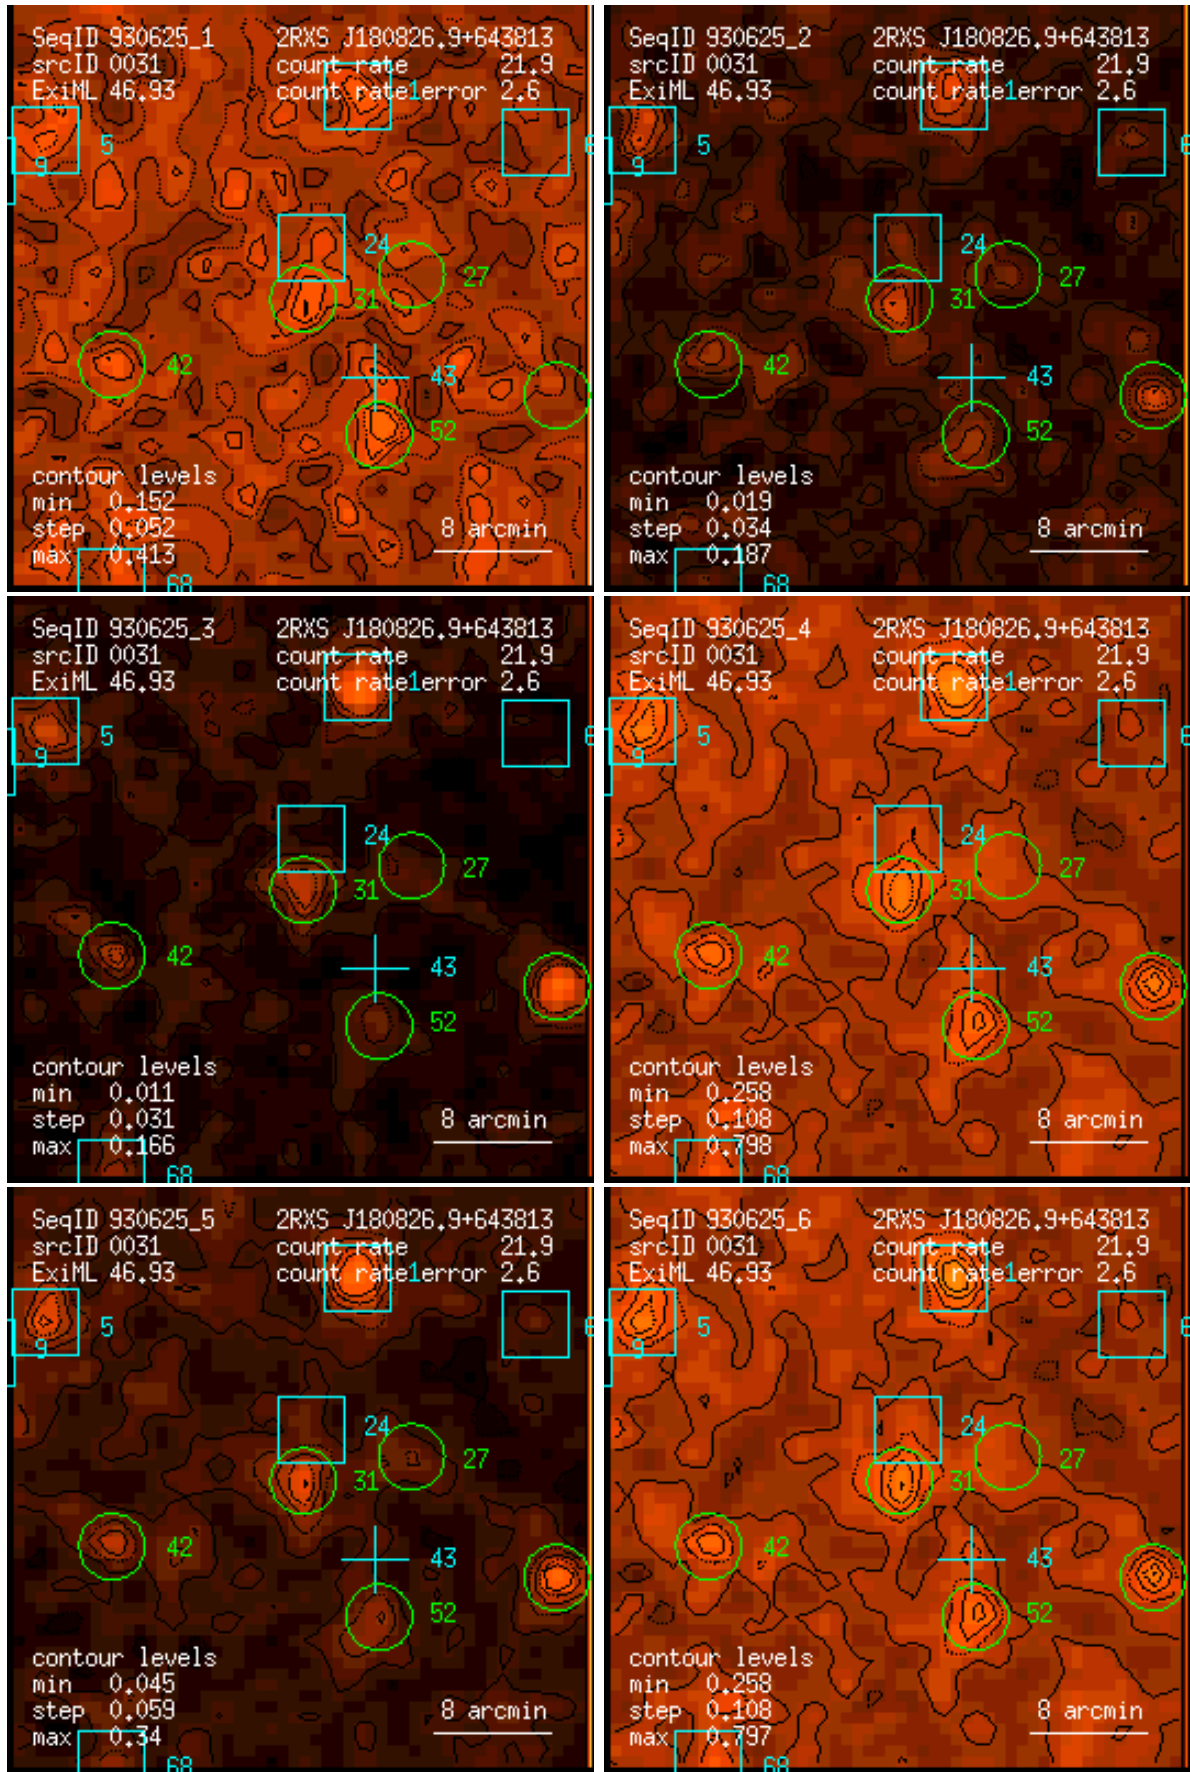 SeqID 930625_1 2RXS J180826.9+643813
srcID 0031 count rate 21.9
ExiML 46.93 count rate1error 2.6
5
9
6
24
27
31
42
43
52
contour levels
min 0.152
step 0.052 8 arcmin
max 0.413
68
SeqID 930625_2 2RXS J180826.9+643813
srcID 0031 count rate 21.9
ExiML 46.93 count rate1error 2.6
5
9
6
24
27
31
42
43
52
contour levels
min 0.019
step 0.034 8 arcmin
max 0.187
68
SeqID 930625_3 2RXS J180826.9+643813
srcID 0031 count rate 21.9
ExiML 46.93 count rate1error 2.6
5
9
6
24
27
31
42
43
52
contour levels
min 0.011
step 0.031 8 arcmin
max 0.166
68
SeqID 930625_4 2RXS J180826.9+643813
srcID 0031 count rate 21.9
ExiML 46.93 count rate1error 2.6
5
9
6
24
27
31
42
43
52
contour levels
min 0.258
step 0.108 8 arcmin
max 0.798
68
SeqID 930625_5 2RXS J180826.9+643813
srcID 0031 count rate 21.9
ExiML 46.93 count rate1error 2.6
5
9
6
24
27
31
42
43
52
contour levels
min 0.045
step 0.059 8 arcmin
max 0.34
68
SeqID 930625_6 2RXS J180826.9+643813
srcID 0031 count rate 21.9
ExiML 46.93 count rate1error 2.6
5
9
6
24
27
31
42
43
52
contour levels
min 0.258
step 0.108 8 arcmin
max 0.797
68